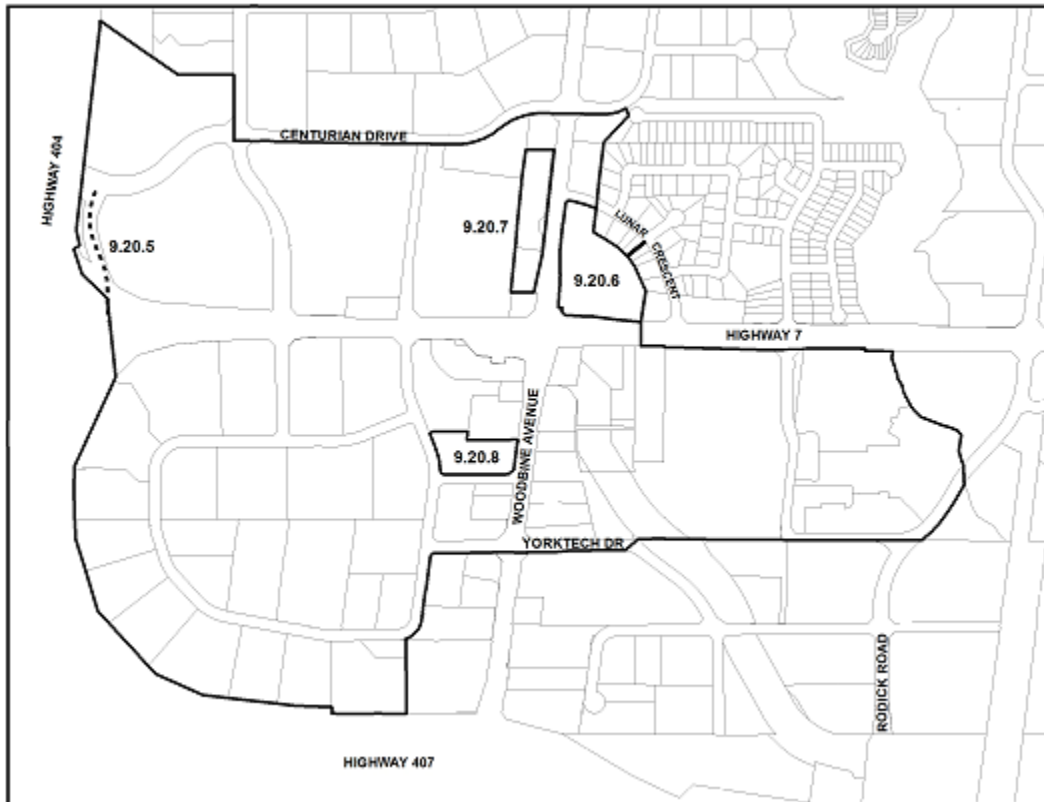 CENTURIAN DRIVE
HIGHWAY 404
9.20.5
9.20.7
LUNAR
CRESCENT
9.20.6
HIGHWAY 7
WOODBINE AVENUE
9.20.8
YORKTECH DR
RODICK ROAD
HIGHWAY 407